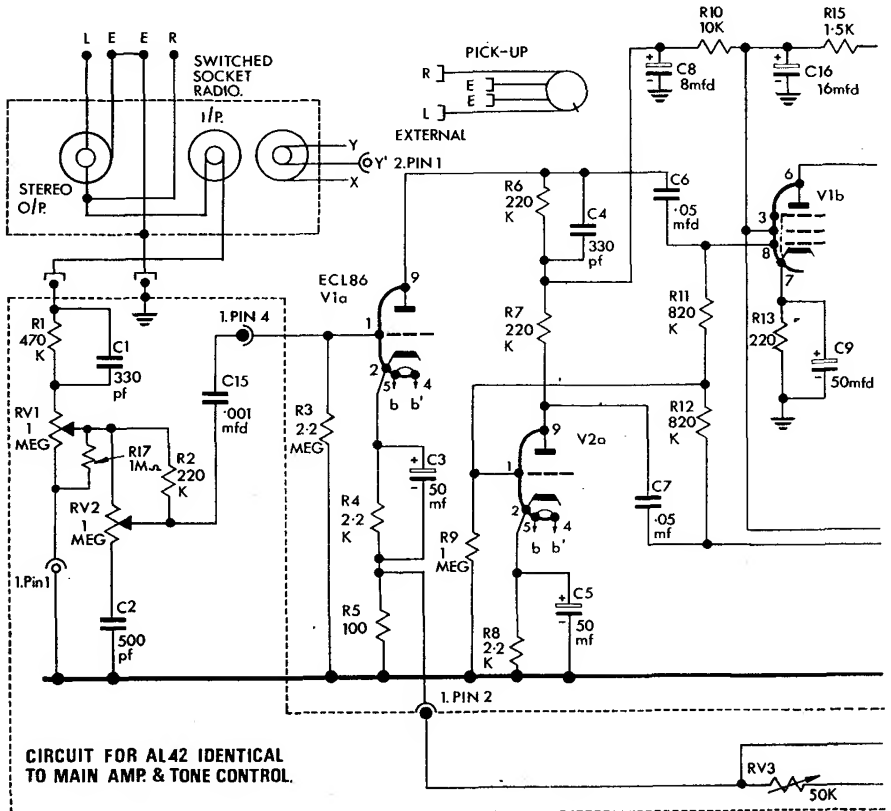 L E E R
SWITCHED
SOCKET
RADIO.
I/P.
STEREO
O/P.
PICK-UP
R
E
E
L
EXTERNAL
Y
Y' 2.PIN 1
X
R10
10K
R15
1·5K
+
C8
8mfd
+
C16
16mfd
R6
220
K
C4
330
pf
C6
·05
mfd
6
V1b
3
8
7
ECL86
V1a
9
1
2
5 4
b b'
R7
220
K
R11
820
K
R13
220
+
C9
50mfd
R1
470
K
C1
330
pf
1.PIN 4
C15
·001
mfd
RV1
1
MEG
R17
1MΩ
R2
220
K
RV2
1
MEG
R3
2·2
MEG
+
C3
50
mf
R4
2·2
K
9
V2a
1
2
5 4
b b'
R12
820
K
C7
·05
mf
R9
1
MEG
1.Pin1
C2
500
pf
R5
100
R8
2·2
K
+
C5
50
mf
1.PIN 2
CIRCUIT FOR AL42 IDENTICAL
TO MAIN AMP. & TONE CONTROL.
RV3
50K